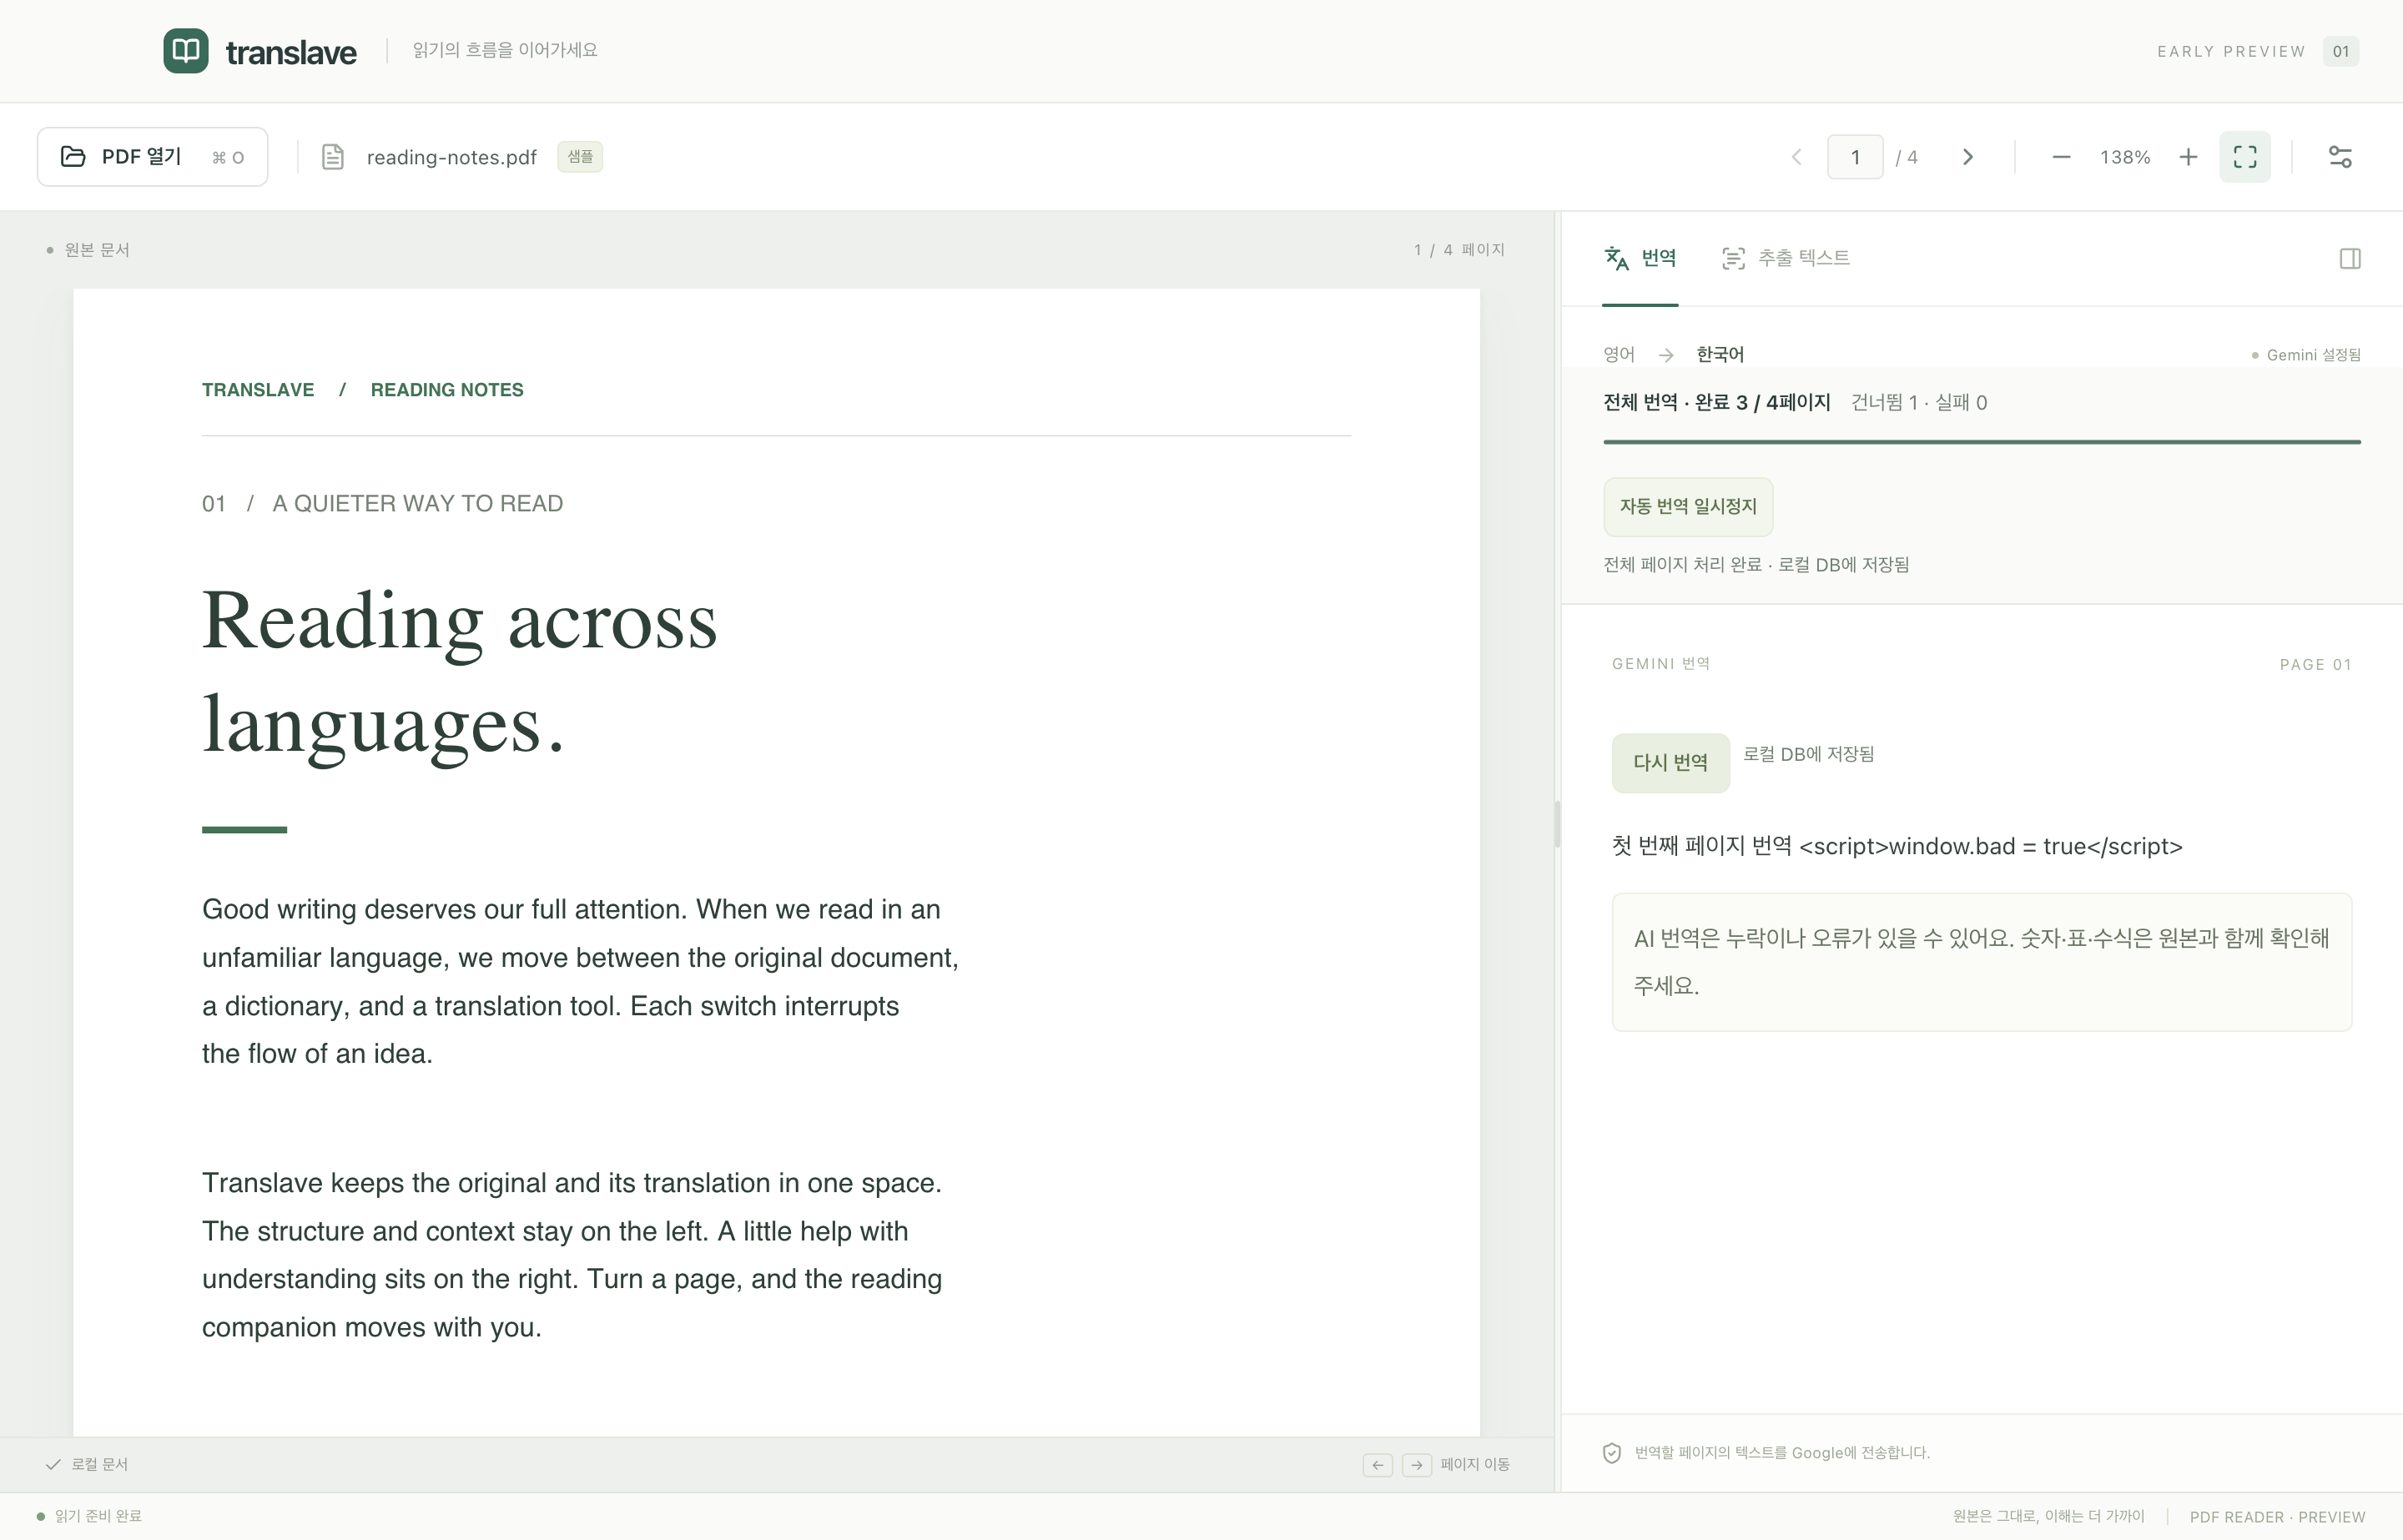 translave
읽기의 흐름을 이어가세요
EARLY PREVIEW 01
PDF 열기 ⌘ O
reading-notes.pdf 샘플
1 / 4
138%
원본 문서
1 / 4 페이지
TRANSLAVE / READING NOTES
01 / A QUIETER WAY TO READ
Reading across
languages.
Good writing deserves our full attention. When we read in an
unfamiliar language, we move between the original document,
a dictionary, and a translation tool. Each switch interrupts
the flow of an idea.
Translave keeps the original and its translation in one space.
The structure and context stay on the left. A little help with
understanding sits on the right. Turn a page, and the reading
companion moves with you.
로컬 문서
← → 페이지 이동
번역 추출 텍스트
영어 → 한국어
Gemini 설정됨
전체 번역 · 완료 3 / 4페이지 건너뜀 1 · 실패 0
자동 번역 일시정지
전체 페이지 처리 완료 · 로컬 DB에 저장됨
GEMINI 번역
PAGE 01
다시 번역 로컬 DB에 저장됨
첫 번째 페이지 번역 <script>window.bad = true</script>
AI 번역은 누락이나 오류가 있을 수 있어요. 숫자·표·수식은 원본과 함께 확인해
주세요.
번역할 페이지의 텍스트를 Google에 전송합니다.
읽기 준비 완료
원본은 그대로, 이해는 더 가까이
PDF READER · PREVIEW